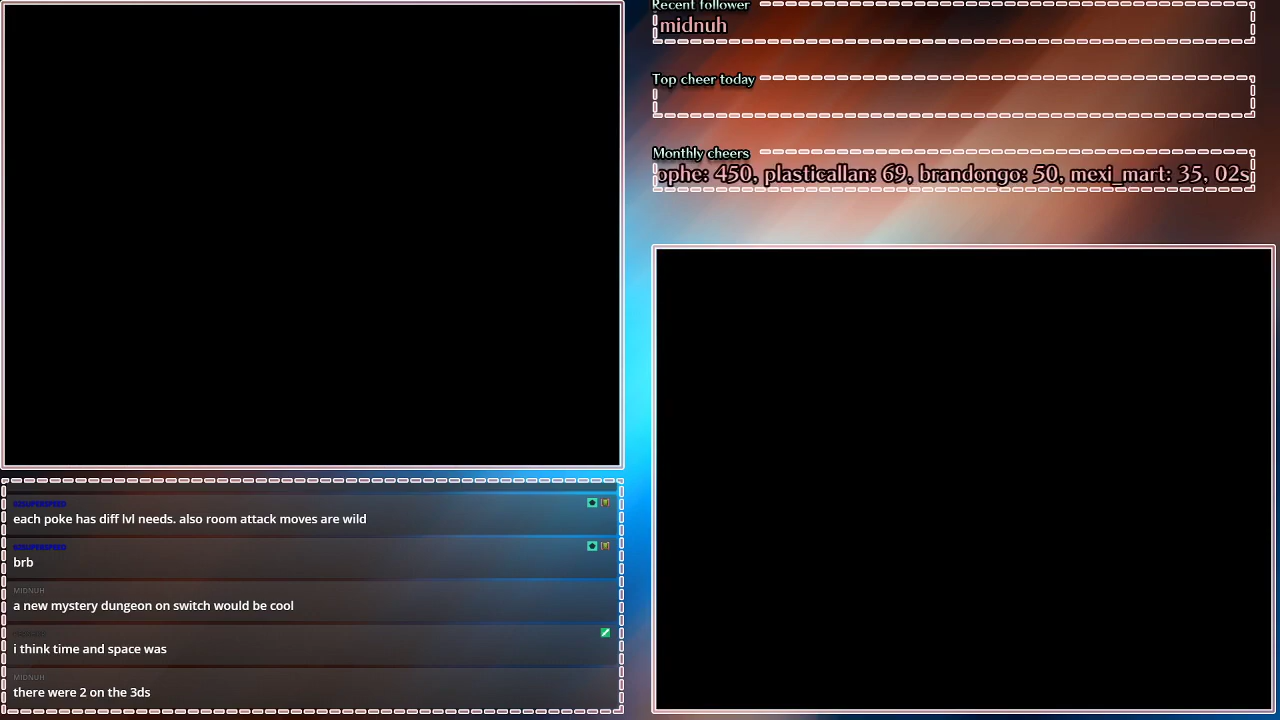 Recent follower
midnuh
Top cheer today
Monthly cheers
ophe: 450, plasticallan: 69, brandongo: 50, mexi_mart: 35, 02s
02SUPERSPEED
each poke has diff lvl needs. also room attack moves are wild
02SUPERSPEED
brb
MIDNUH
a new mystery dungeon on switch would be cool
i think time and space was
MIDNUH
there were 2 on the 3ds